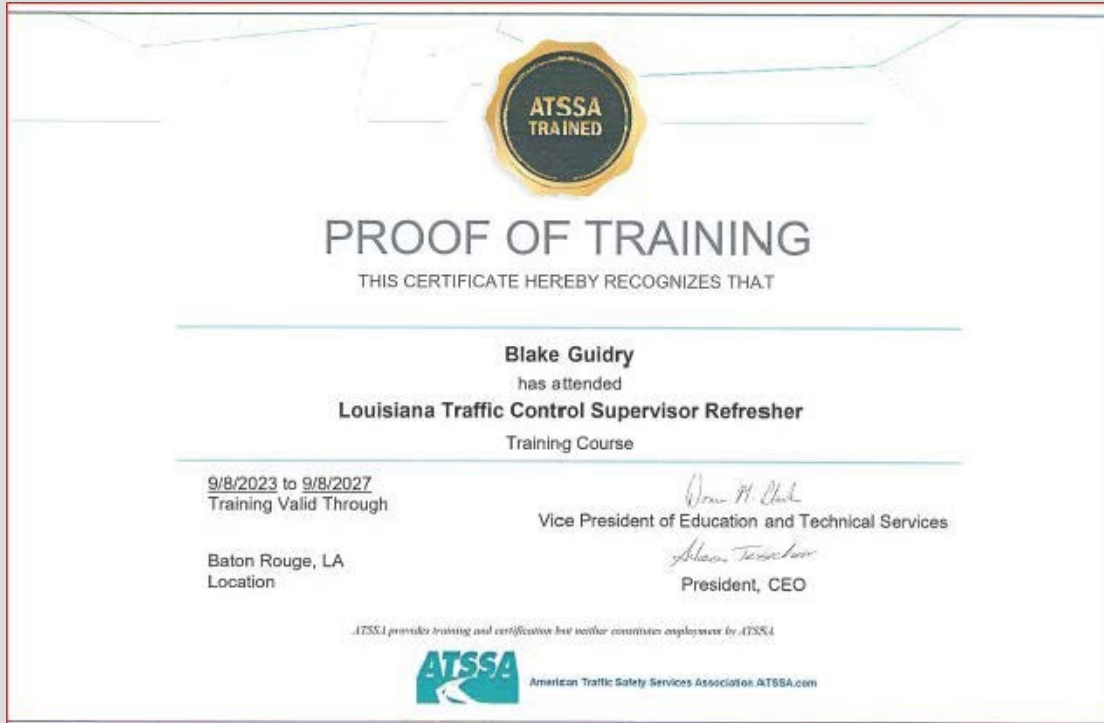 ATSSA
TRAINED
PROOF OF TRAINING
THIS CERTIFICATE HEREBY RECOGNIZES THAT
Blake Guidry
has attended
Louisiana Traffic Control Supervisor Refresher
Training Course
9/8/2023 to 9/8/2027
Training Valid Through
Vice President of Education and Technical Services
Baton Rouge, LA
Location
President, CEO
ATSSA provides training and certification but neither constitutes employment by ATSSA
ATSSA
American Traffic Safety Services Association ATSSA.com